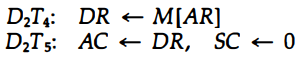 D₂T₄: DR ← M[AR]
D₂T₅: AC ← DR, SC ← 0